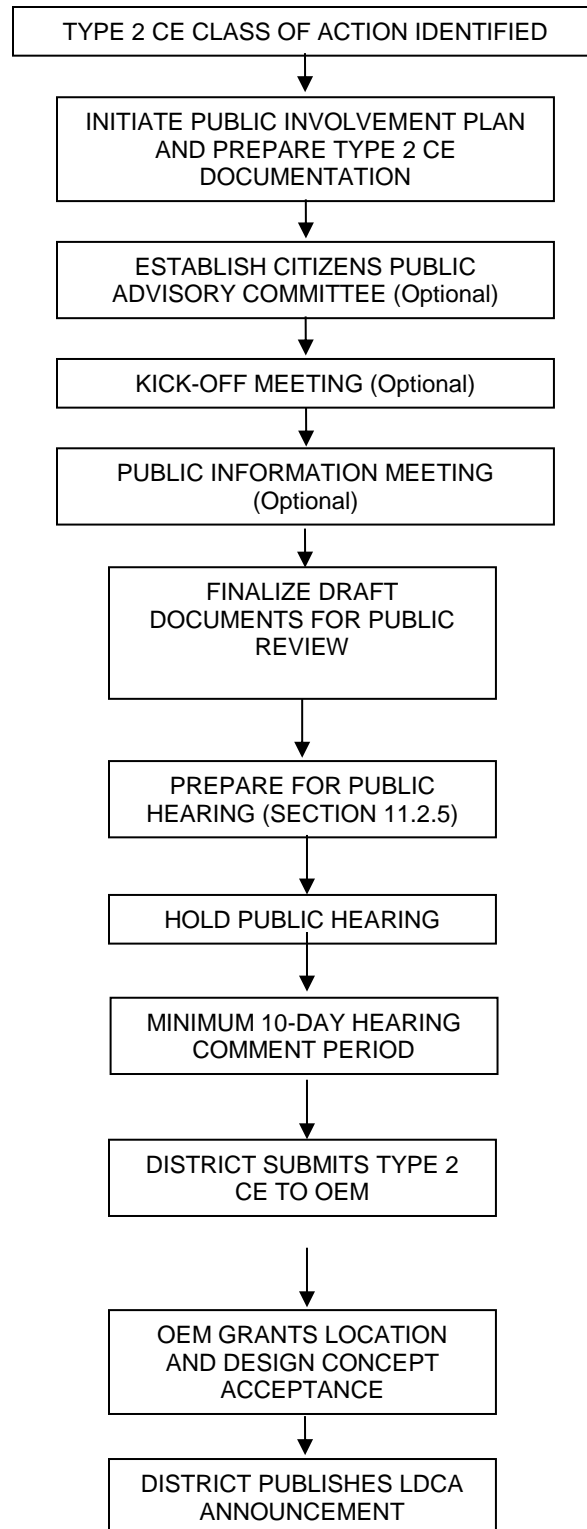 TYPE 2 CE CLASS OF ACTION IDENTIFIED
INITIATE PUBLIC INVOLVEMENT PLAN
AND PREPARE TYPE 2 CE
DOCUMENTATION
ESTABLISH CITIZENS PUBLIC
ADVISORY COMMITTEE (Optional)
KICK-OFF MEETING (Optional)
PUBLIC INFORMATION MEETING
(Optional)
FINALIZE DRAFT
DOCUMENTS FOR PUBLIC
REVIEW
PREPARE FOR PUBLIC
HEARING (SECTION 11.2.5)
HOLD PUBLIC HEARING
MINIMUM 10-DAY HEARING
COMMENT PERIOD
DISTRICT SUBMITS TYPE 2
CE TO OEM
OEM GRANTS LOCATION
AND DESIGN CONCEPT
ACCEPTANCE
DISTRICT PUBLISHES LDCA
ANNOUNCEMENT